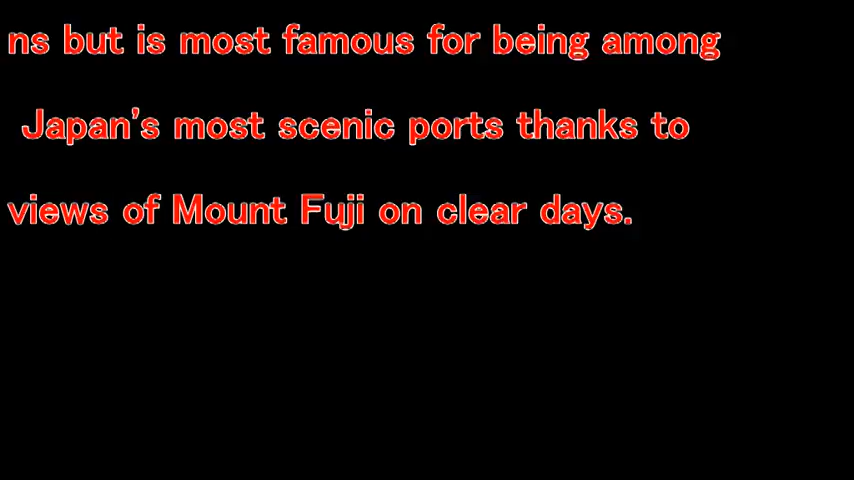 ns but is most famous for being among
Japan's most scenic ports thanks to
views of Mount Fuji on clear days.